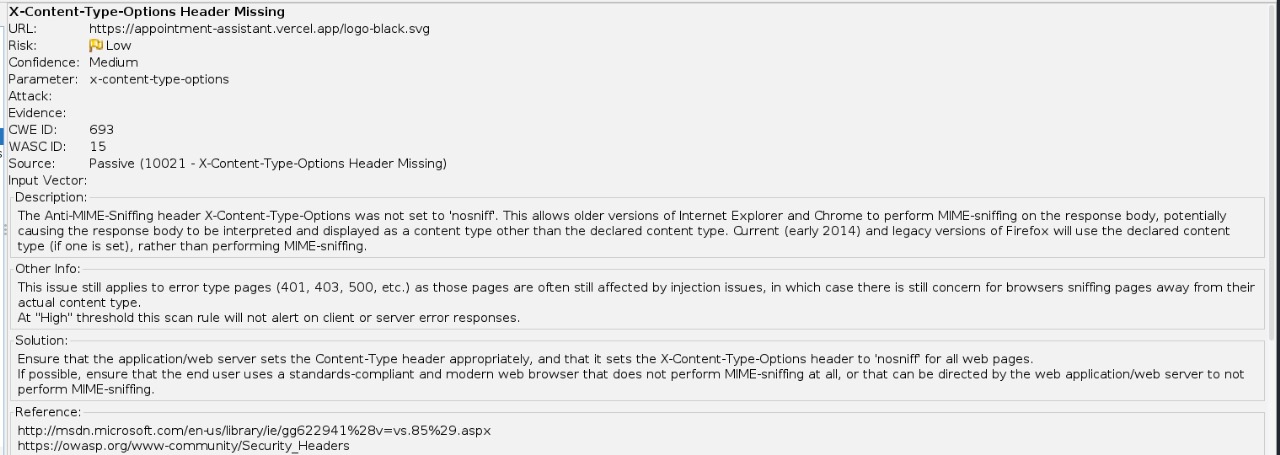 X-Content-Type-Options Header Missing
URL: https://appointment-assistant.vercel.app/logo-black.svg
Risk: Low
Confidence: Medium
Parameter: x-content-type-options
Attack:
Evidence:
CWE ID: 693
WASC ID: 15
Source: Passive (10021 - X-Content-Type-Options Header Missing)
Input Vector:
Description:
The Anti-MIME-Sniffing header X-Content-Type-Options was not set to 'nosniff'. This allows older versions of Internet Explorer and Chrome to perform MIME-sniffing on the response body, potentially
causing the response body to be interpreted and displayed as a content type other than the declared content type. Current (early 2014) and legacy versions of Firefox will use the declared content
type (if one is set), rather than performing MIME-sniffing.
Other Info:
This issue still applies to error type pages (401, 403, 500, etc.) as those pages are often still affected by injection issues, in which case there is still concern for browsers sniffing pages away from their
actual content type.
At "High" threshold this scan rule will not alert on client or server error responses.
Solution:
Ensure that the application/web server sets the Content-Type header appropriately, and that it sets the X-Content-Type-Options header to 'nosniff' for all web pages.
If possible, ensure that the end user uses a standards-compliant and modern web browser that does not perform MIME-sniffing at all, or that can be directed by the web application/web server to not
perform MIME-sniffing.
Reference:
http://msdn.microsoft.com/en-us/library/ie/gg622941%28v=vs.85%29.aspx
https://owasp.org/www-community/Security_Headers